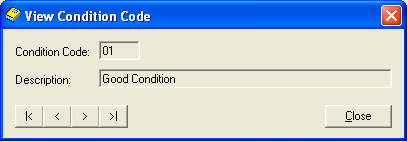 View Condition Code
Condition Code: 01
Description: Good Condition
|< < > >| Close